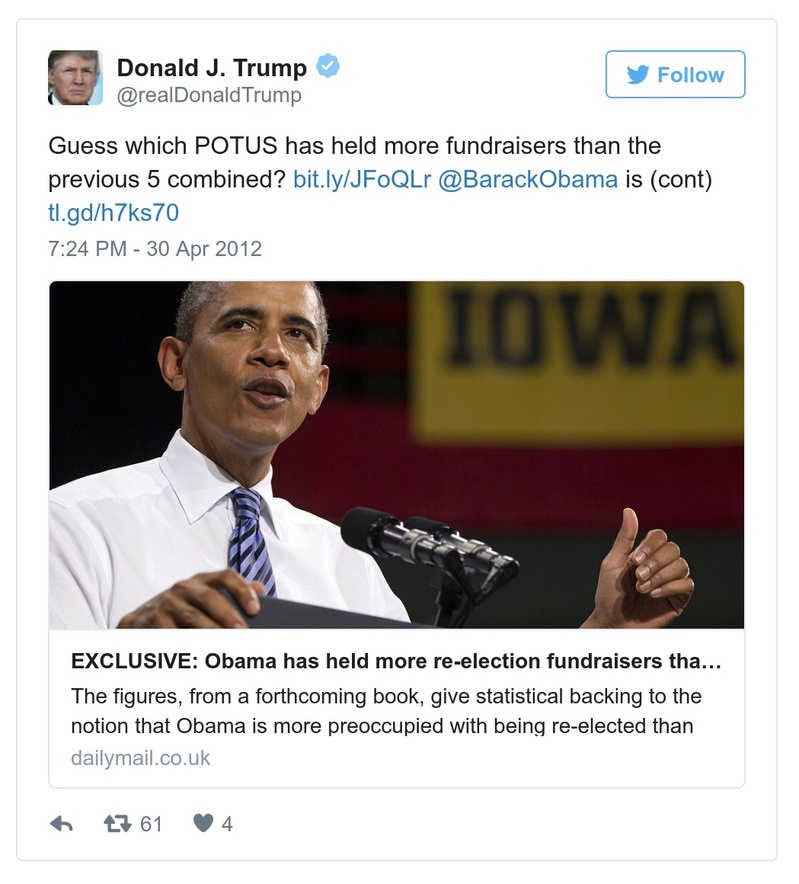 Donald J. Trump
@realDonaldTrump
Follow
Guess which POTUS has held more fundraisers than the
previous 5 combined? bit.ly/JFoQLr @BarackObama is (cont)
tl.gd/h7ks70
7:24 PM - 30 Apr 2012
IOWA
EXCLUSIVE: Obama has held more re-election fundraisers tha…
The figures, from a forthcoming book, give statistical backing to the
notion that Obama is more preoccupied with being re-elected than
dailymail.co.uk
61
4